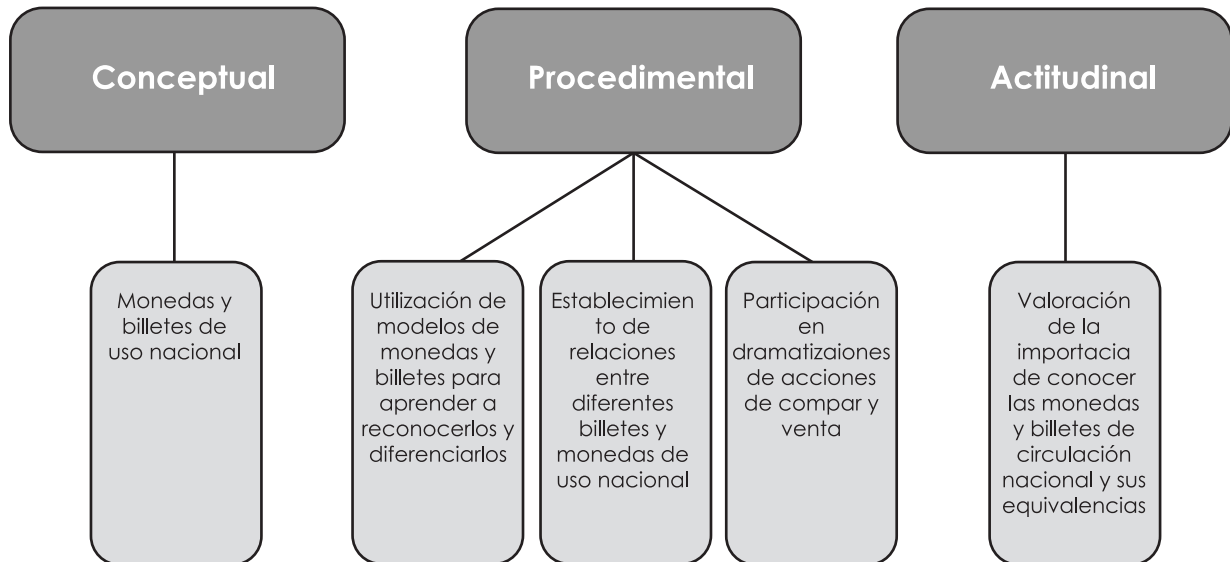 Conceptual
Procedimental
Actitudinal
Monedas y
billetes de
uso nacional
Utilización de
modelos de
monedas y
billetes para
aprender a
reconocerlos y
diferenciarlos
Establecimien
to de
relaciones
entre
diferentes
billetes y
monedas de
uso nacional
Participación
en
dramatizaiones
de acciones
de compar y
venta
Valoración
de la
importacia
de conocer
las monedas
y billetes de
circulación
nacional y sus
equivalencias